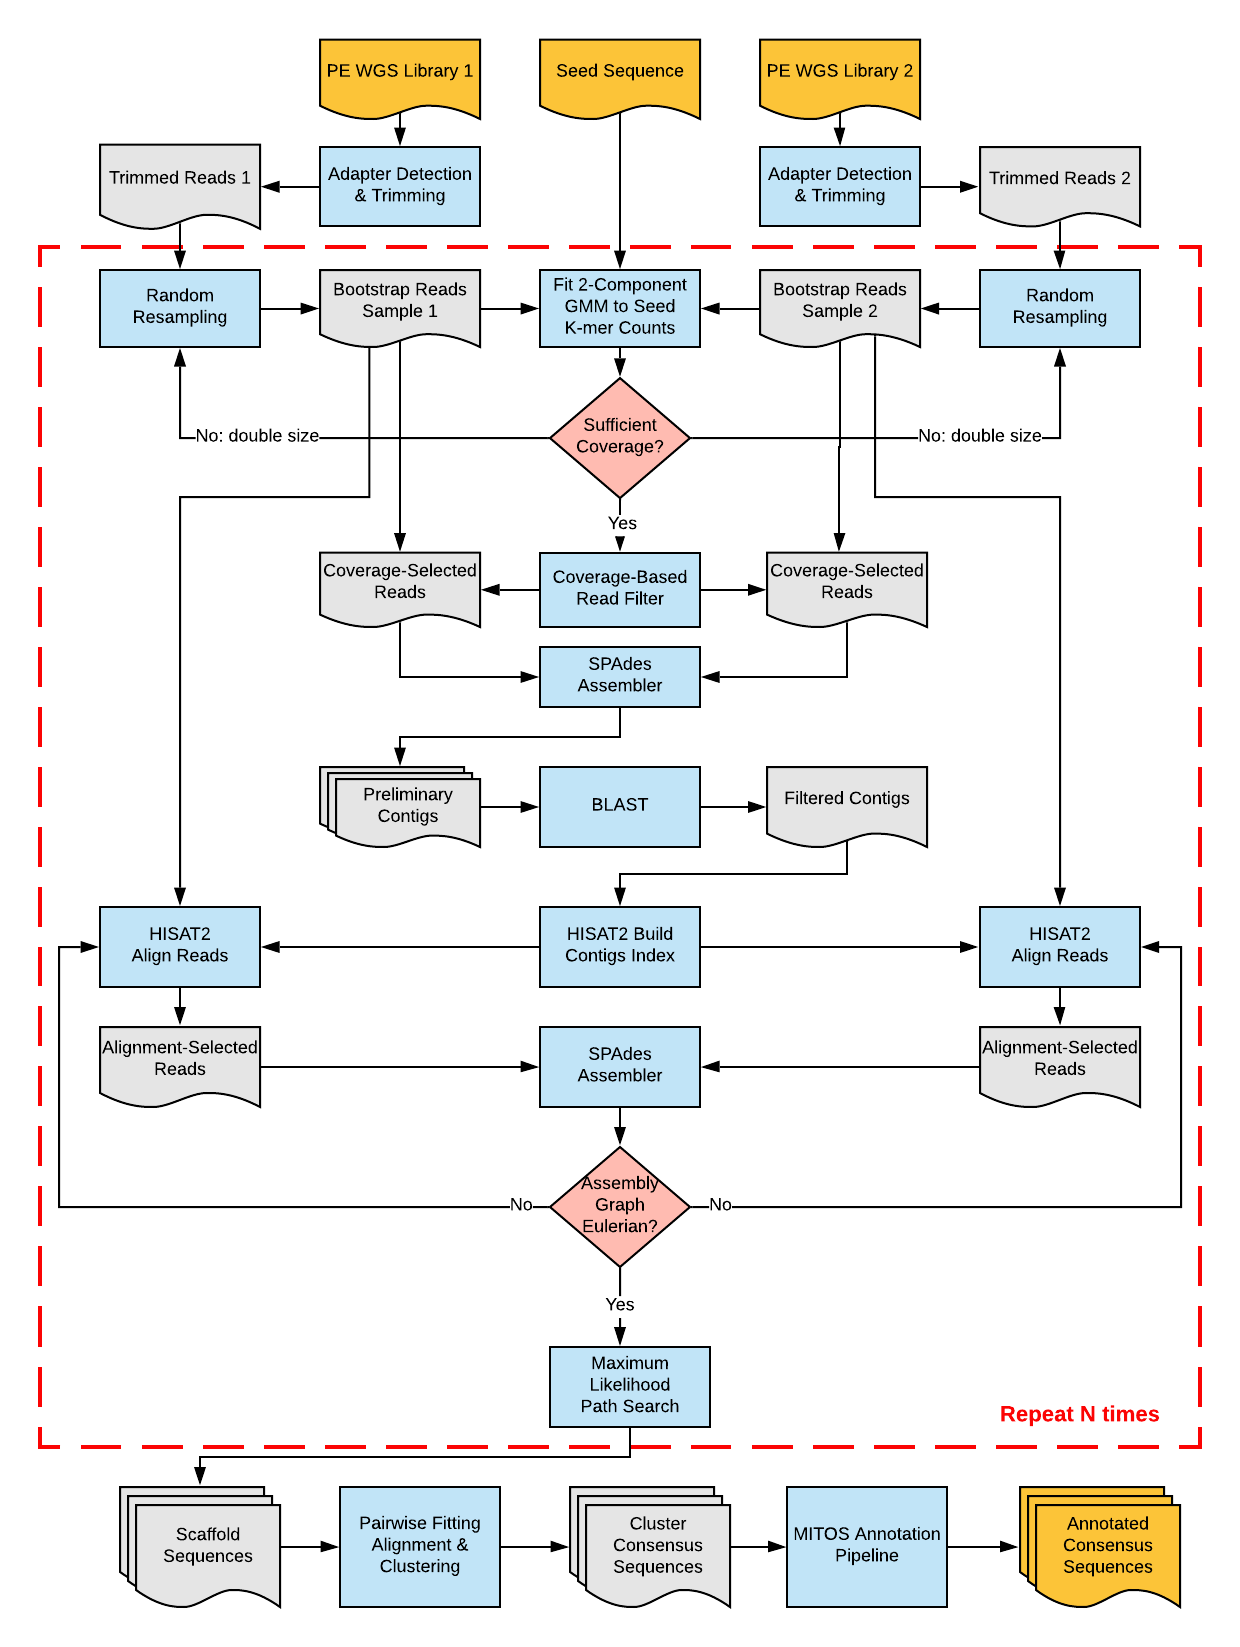 PE WGS Library 1
Seed Sequence
PE WGS Library 2
Trimmed Reads 1
Adapter Detection
& Trimming
Adapter Detection
& Trimming
Trimmed Reads 2
Random
Resampling
Bootstrap Reads
Sample 1
Fit 2-Component
GMM to Seed
K-mer Counts
Bootstrap Reads
Sample 2
Random
Resampling
No: double size
Sufficient
Coverage?
No: double size
Yes
Coverage-Selected
Reads
Coverage-Based
Read Filter
Coverage-Selected
Reads
SPAdes
Assembler
Preliminary
Contigs
BLAST
Filtered Contigs
HISAT2
Align Reads
HISAT2 Build
Contigs Index
HISAT2
Align Reads
Alignment-Selected
Reads
SPAdes
Assembler
Alignment-Selected
Reads
No
Assembly
Graph
Eulerian?
No
Yes
Maximum
Likelihood
Path Search
Repeat N times
Scaffold
Sequences
Pairwise Fitting
Alignment &
Clustering
Cluster
Consensus
Sequences
MITOS Annotation
Pipeline
Annotated
Consensus
Sequences